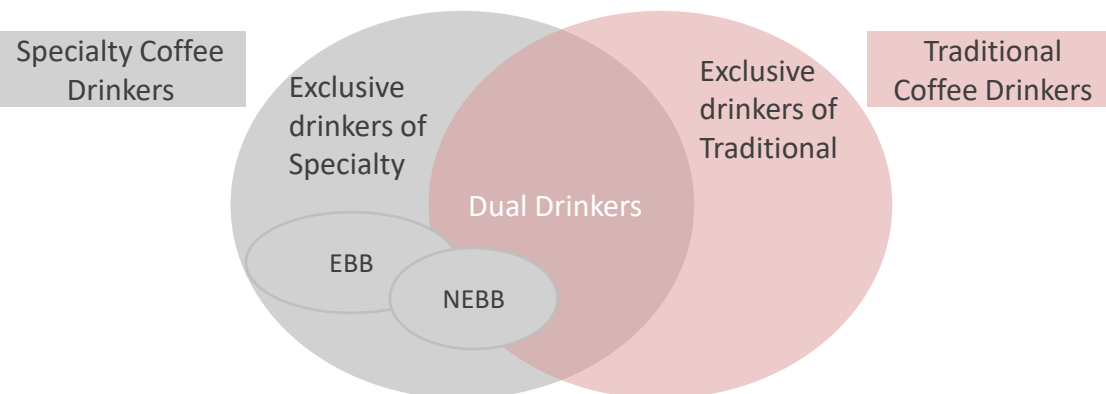 Specialty Coffee
Drinkers
Exclusive
drinkers of
Specialty
Dual Drinkers
EBB
NEBB
Exclusive
drinkers of
Traditional
Traditional
Coffee Drinkers